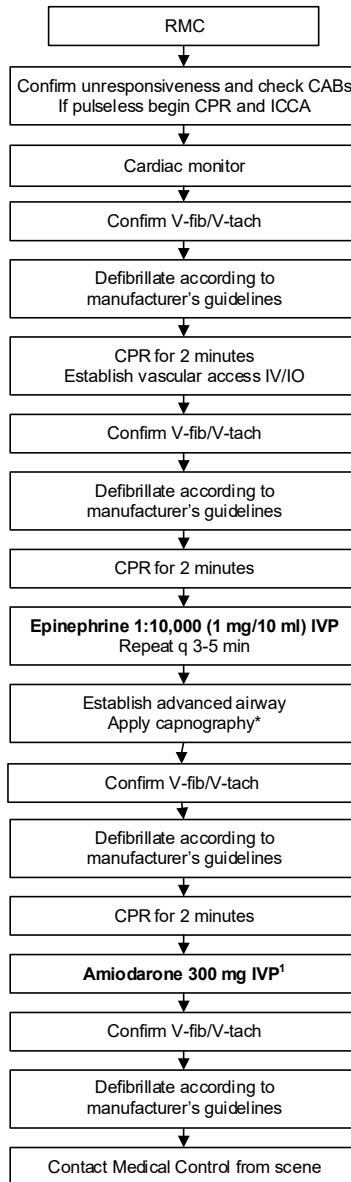 RMC
Confirm unresponsiveness and check CABs
If pulseless begin CPR and ICCA
Cardiac monitor
Confirm V-fib/V-tach
Defibrillate according to
manufacturer's guidelines
CPR for 2 minutes
Establish vascular access IV/IO
Confirm V-fib/V-tach
Defibrillate according to
manufacturer's guidelines
CPR for 2 minutes
Epinephrine 1:10,000 (1 mg/10 ml) IVP
Repeat q 3-5 min
Establish advanced airway
Apply capnography*
Confirm V-fib/V-tach
Defibrillate according to
manufacturer's guidelines
CPR for 2 minutes
Amiodarone 300 mg IVP¹
Confirm V-fib/V-tach
Defibrillate according to
manufacturer's guidelines
Contact Medical Control from scene